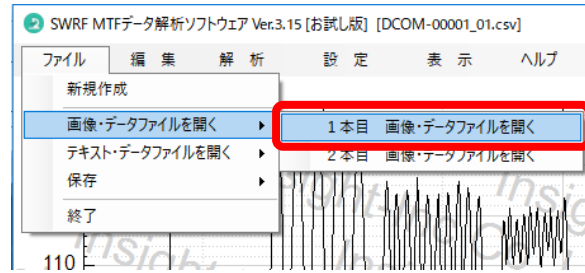 SWRF MTFデータ解析ソフトウェア Ver.3.15 [お試し版] [DCOM-00001_01.csv]
ファイル 編 集 解 析 設 定 表 示 ヘルプ
新規作成
画像・データファイルを開く
1本目 画像・データファイルを開く
テキスト・データファイルを開く
2本目 画像・データファイルを開く
保存
終了
110